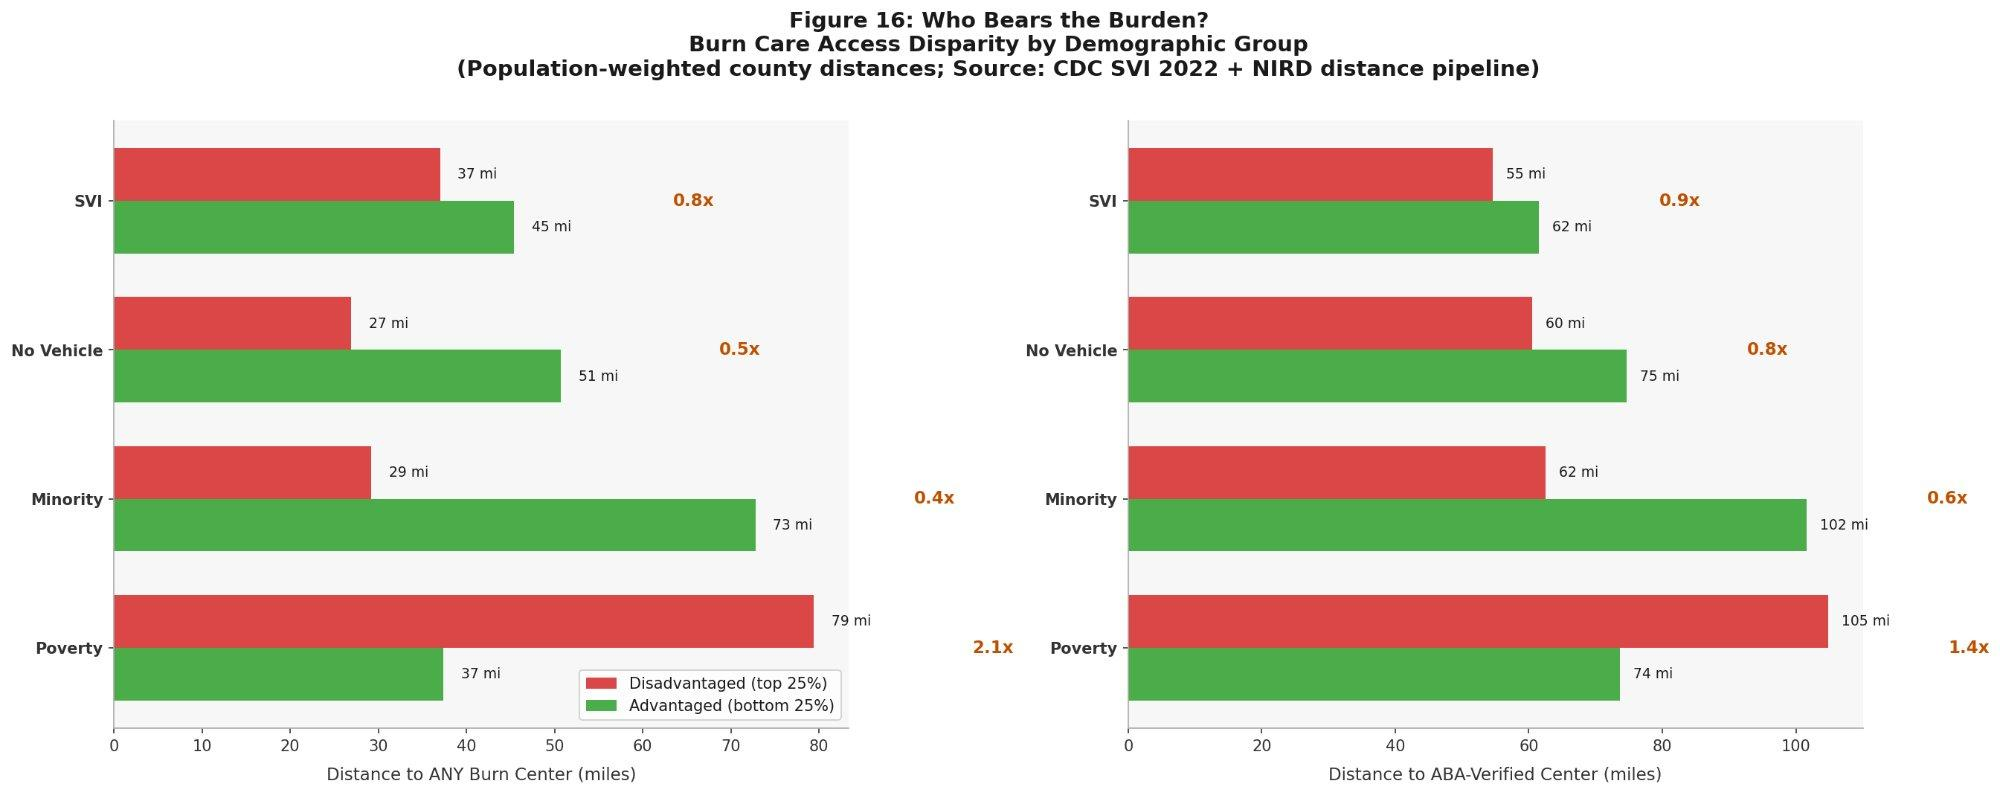 Figure 16: Who Bears the Burden?
Burn Care Access Disparity by Demographic Group
(Population-weighted county distances; Source: CDC SVI 2022 + NIRD distance pipeline)
SVI
37 mi
45 mi
0.8x
No Vehicle
27 mi
51 mi
0.5x
Minority
29 mi
73 mi
0.4x
Poverty
79 mi
37 mi
2.1x
Disadvantaged (top 25%)
Advantaged (bottom 25%)
0 10 20 30 40 50 60 70 80
Distance to ANY Burn Center (miles)
SVI
55 mi
62 mi
0.9x
No Vehicle
60 mi
75 mi
0.8x
Minority
62 mi
102 mi
0.6x
Poverty
105 mi
74 mi
1.4x
0 20 40 60 80 100
Distance to ABA-Verified Center (miles)